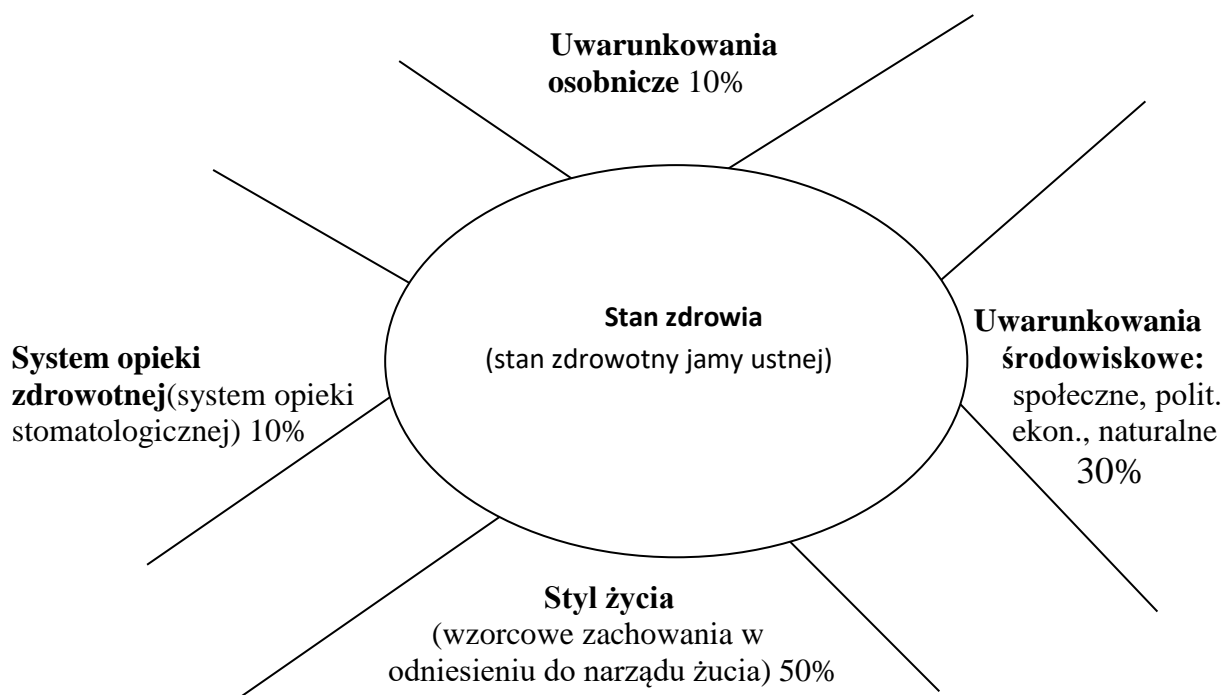 Uwarunkowania
osobnicze 10%
Stan zdrowia
(stan zdrowotny jamy ustnej)
System opieki
zdrowotnej(system opieki
stomatologicznej) 10%
Uwarunkowania
środowiskowe:
społeczne, polit.
ekon., naturalne
30%
Styl życia
(wzorcowe zachowania w
odniesieniu do narządu żucia) 50%